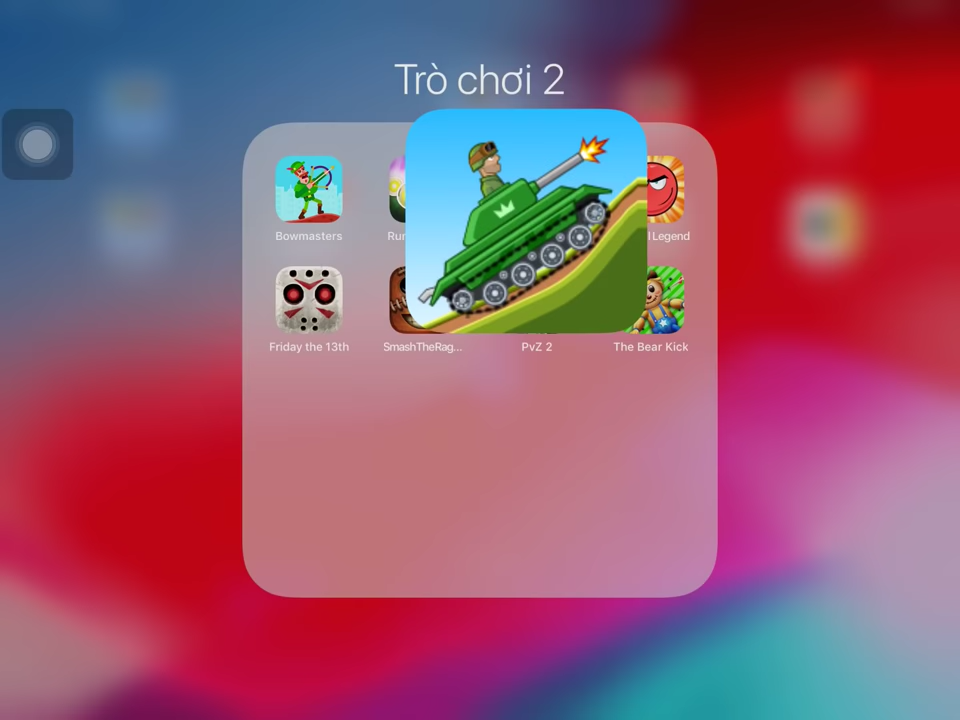 Trò chơi 2
Bowmasters
Legend
Friday the 13th
SmashTheRag...
PvZ 2
The Bear Kick